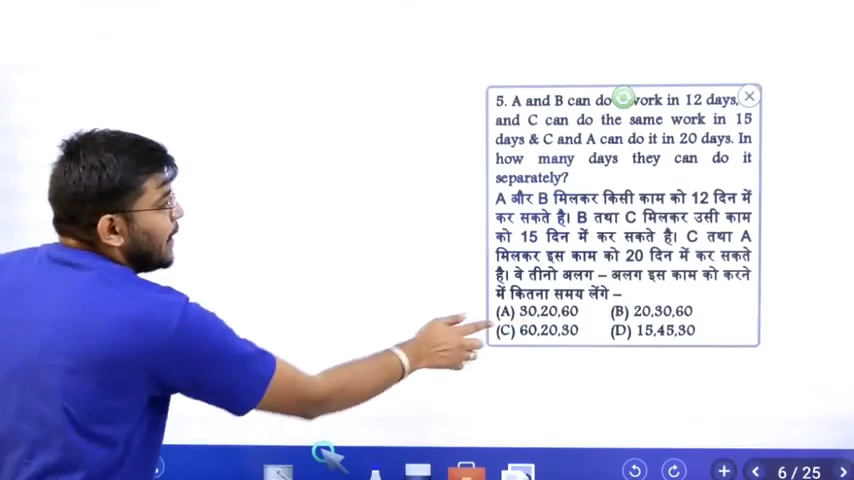 5. A and B can do work in 12 days,
and C can do the same work in 15
days & C and A can do it in 20 days. In
how many days they can do it
separately?
A और B मिलकर किसी काम को 12 दिन में
कर सकते है। B तथा C मिलकर उसी काम
को 15 दिन में कर सकते है। C तथा A
मिलकर इस काम को 20 दिन में कर सकते
है। वे तीनो अलग – अलग इस काम को करने
में कितना समय लेंगे –
(A) 30,20,60 (B) 20,30,60
(C) 60,20,30 (D) 15,45,30
6 / 25